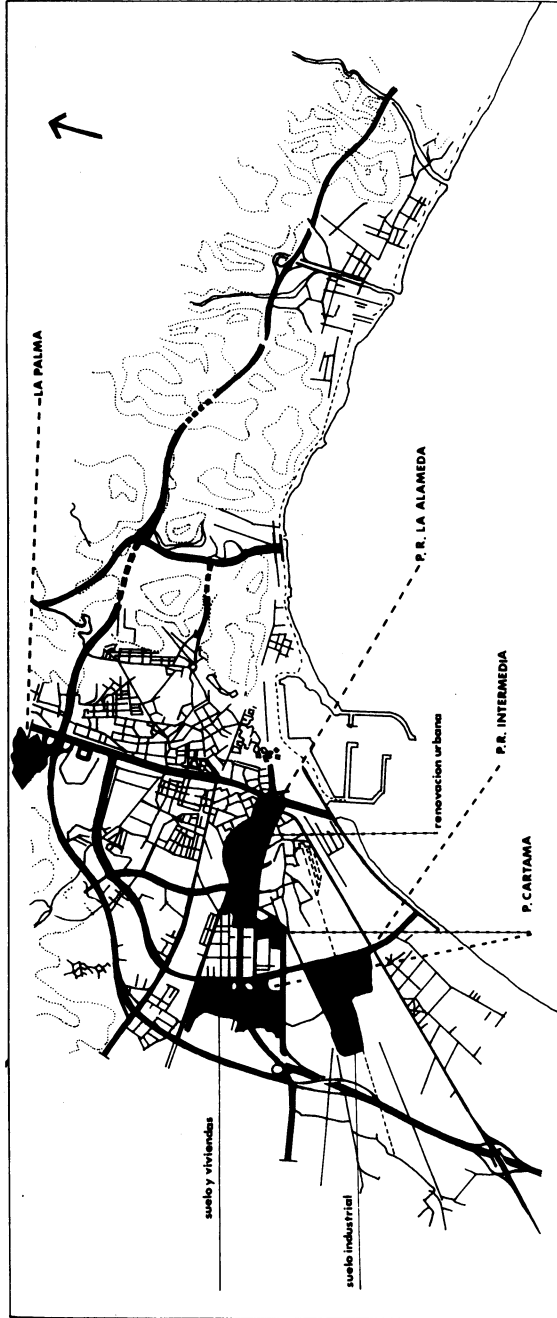 LA PALMA
P.R. LA ALAMEDA
P.R. INTERMEDIA
renovacion urbana
P. CARTAMA
suelo y viviendas
suelo industrial